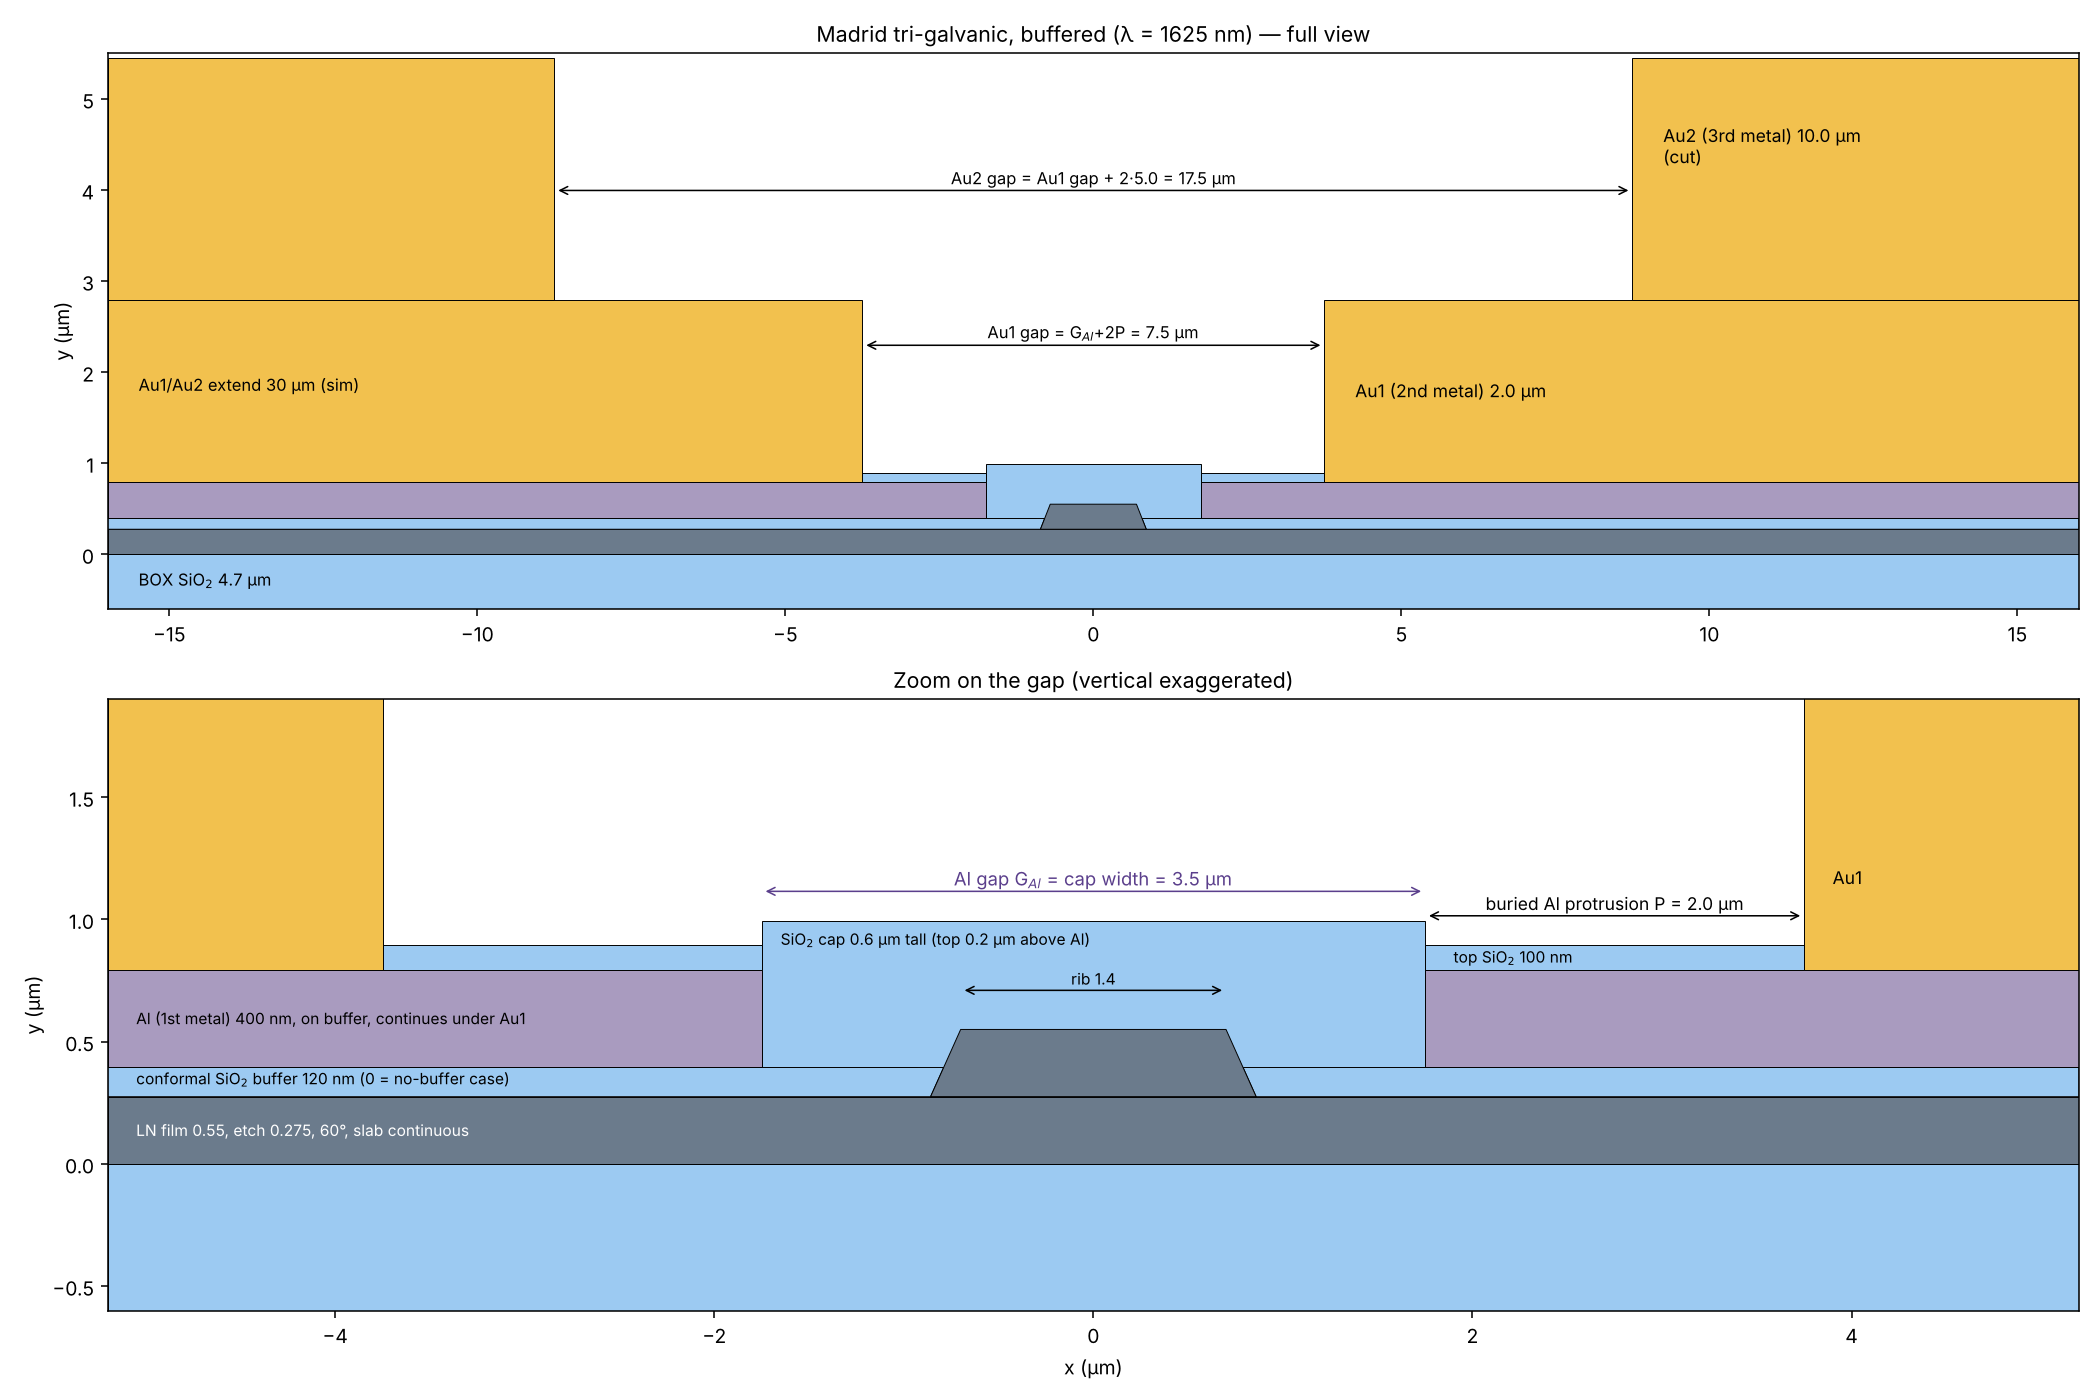 Madrid tri-galvanic, buffered (λ = 1625 nm) — full view
5
Au2 (3rd metal) 10.0 µm
(cut)
4
Au2 gap = Au1 gap + 2·5.0 = 17.5 µm
3
Au1 gap = G_Al+2P = 7.5 µm
y (µm)
2
Au1/Au2 extend 30 µm (sim)
Au1 (2nd metal) 2.0 µm
1
0
BOX SiO₂ 4.7 µm
−15
−10
−5
0
5
10
15
Zoom on the gap (vertical exaggerated)
1.5
Al gap G_Al = cap width = 3.5 µm
Au1
buried Al protrusion P = 2.0 µm
1.0
SiO₂ cap 0.6 µm tall (top 0.2 µm above Al)
top SiO₂ 100 nm
rib 1.4
y (µm)
Al (1st metal) 400 nm, on buffer, continues under Au1
0.5
conformal SiO₂ buffer 120 nm (0 = no-buffer case)
LN film 0.55, etch 0.275, 60°, slab continuous
0.0
−0.5
−4
−2
0
2
4
x (µm)